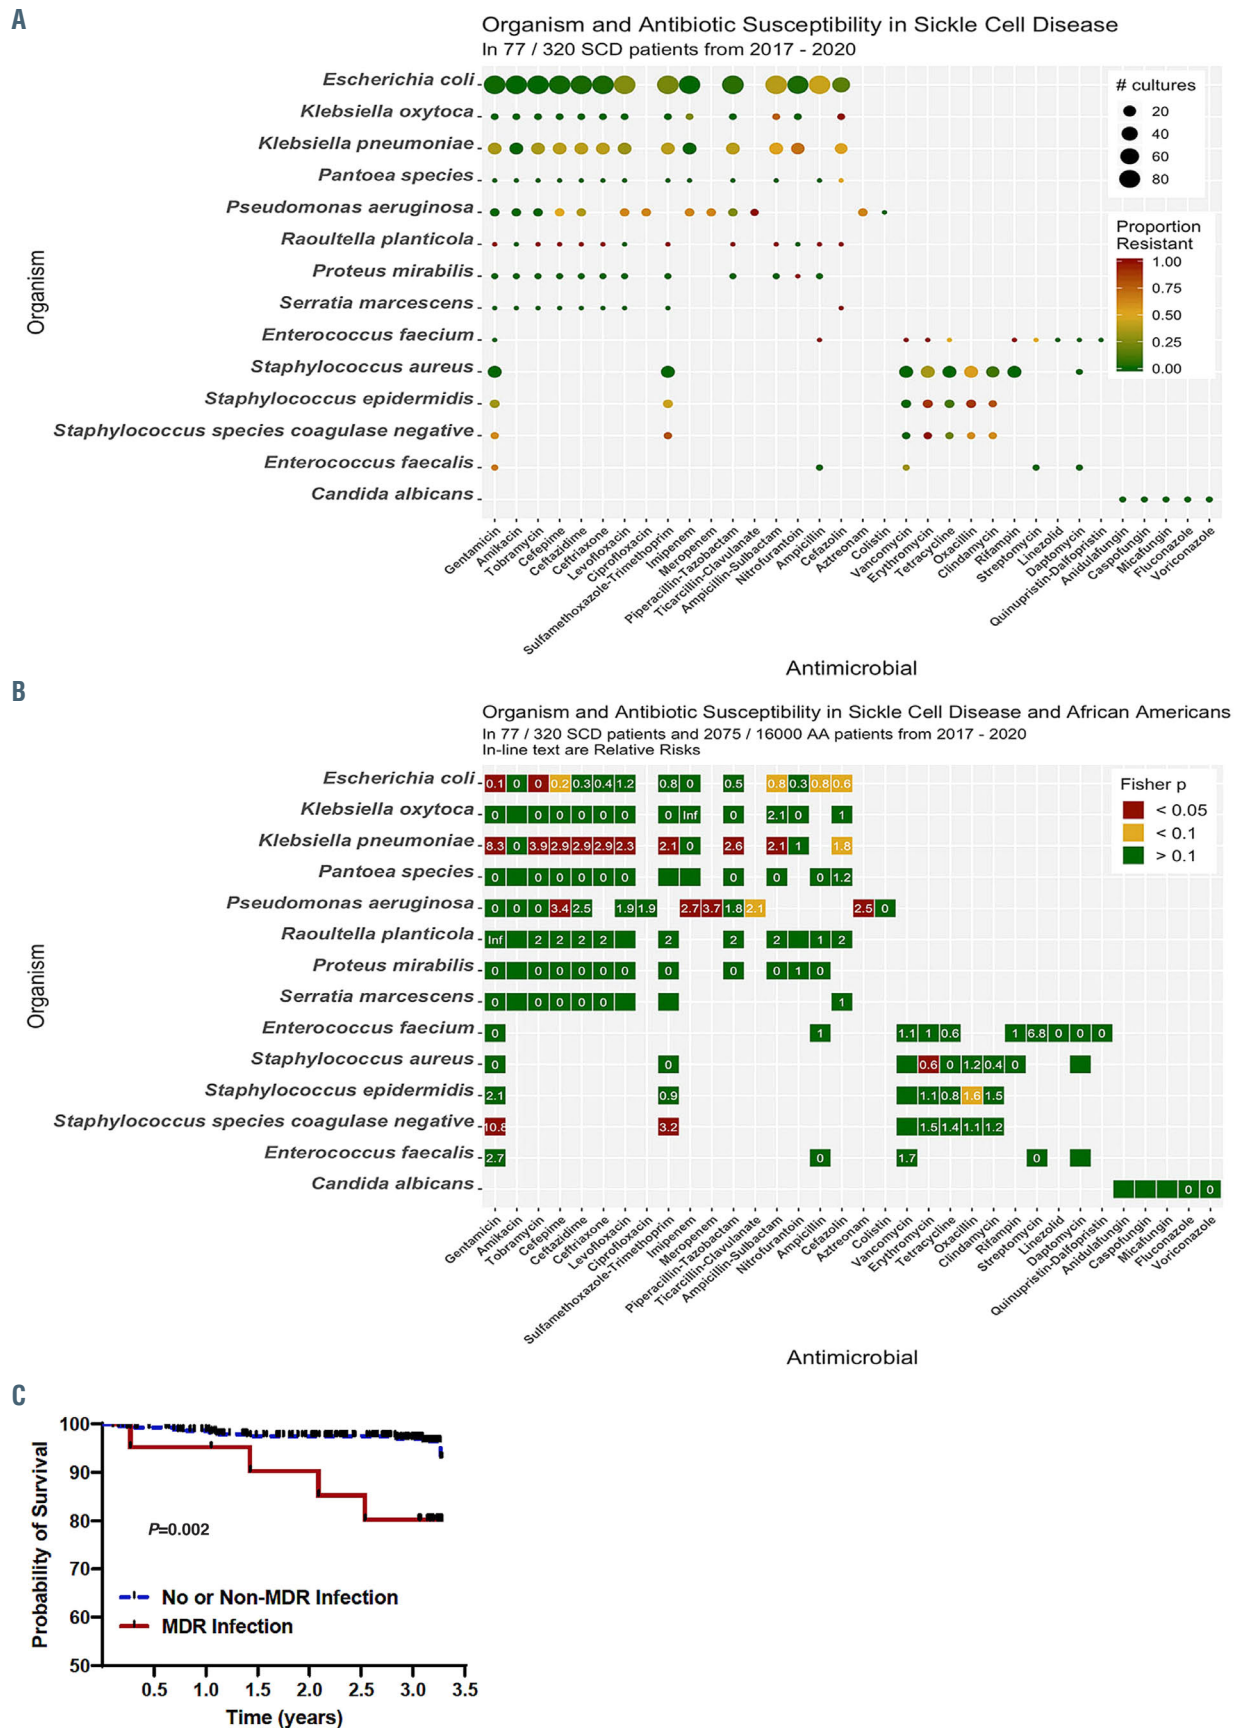 A
Organism and Antibiotic Susceptibility in Sickle Cell Disease
In 77 / 320 SCD patients from 2017 - 2020
Organism
Escherichia coli
Klebsiella oxytoca
Klebsiella pneumoniae
Pantoea species
Pseudomonas aeruginosa
Raoultella planticola
Proteus mirabilis
Serratia marcescens
Enterococcus faecium
Staphylococcus aureus
Staphylococcus epidermidis
Staphylococcus species coagulase negative
Enterococcus faecalis
Candida albicans
# cultures
20
40
60
80
Proportion
Resistant
1.00
0.75
0.50
0.25
0.00
Gentamicin
Amikacin
Tobramycin
Cefepime
Ceftazidime
Ceftriaxone
Levofloxacin
Ciprofloxacin
Sulfamethoxazole-Trimethoprim
Imipenem
Meropenem
Piperacillin-Tazobactam
Ticarcillin-Clavulanate
Ampicillin-Sulbactam
Nitrofurantoin
Ampicillin
Cefazolin
Aztreonam
Colistin
Vancomycin
Erythromycin
Tetracycline
Oxacillin
Clindamycin
Rifampin
Streptomycin
Linezolid
Daptomycin
Quinupristin-Dalfopristin
Anidulafungin
Caspofungin
Micafungin
Fluconazole
Voriconazole
Antimicrobial
B
Organism and Antibiotic Susceptibility in Sickle Cell Disease and African Americans
In 77 / 320 SCD patients and 2075 / 16000 AA patients from 2017 - 2020
In-line text are Relative Risks
Organism
Escherichia coli 0.1 0 0 0.2 0.3 0.4 1.2 0.8 0 0.5 0.8 0.3 0.8 0.6
Klebsiella oxytoca 0 0 0 0 0 0 Inf 0 2.1 0 1
Klebsiella pneumoniae 8.3 0 3.9 2.9 2.9 2.9 2.3 2.1 0 2.6 2.1 1 1.8
Pantoea species 0 0 0 0 0 0 0 0 0 1.2
Pseudomonas aeruginosa 0 0 0 3.4 2.5 1.9 1.9 2.7 3.7 1.8 2.1 2.5 0
Raoultella planticola Inf 2 2 2 2 2 2 2 1 2
Proteus mirabilis 0 0 0 0 0 0 0 0 0 1 0
Serratia marcescens 0 0 0 0 0 1
Enterococcus faecium 0 1 1.1 1 0.6 1 6.8 0 0 0
Staphylococcus aureus 0 0 0.6 0 1.2 0.4 0
Staphylococcus epidermidis 2.1 0.9 1.1 0.8 1.6 1.5
Staphylococcus species coagulase negative 10.8 3.2 1.5 1.4 1.1 1.2
Enterococcus faecalis 2.7 0 1.7 0
Candida albicans 0 0
Fisher p
< 0.05
< 0.1
> 0.1
Gentamicin
Amikacin
Tobramycin
Cefepime
Ceftazidime
Ceftriaxone
Levofloxacin
Ciprofloxacin
Sulfamethoxazole-Trimethoprim
Imipenem
Meropenem
Piperacillin-Tazobactam
Ticarcillin-Clavulanate
Ampicillin-Sulbactam
Nitrofurantoin
Ampicillin
Cefazolin
Aztreonam
Colistin
Vancomycin
Erythromycin
Tetracycline
Oxacillin
Clindamycin
Rifampin
Streptomycin
Linezolid
Daptomycin
Quinupristin-Dalfopristin
Anidulafungin
Caspofungin
Micafungin
Fluconazole
Voriconazole
Antimicrobial
C
Probability of Survival
100
90
80
70
60
50
P=0.002
No or Non-MDR Infection
MDR Infection
0.5 1.0 1.5 2.0 2.5 3.0 3.5
Time (years)